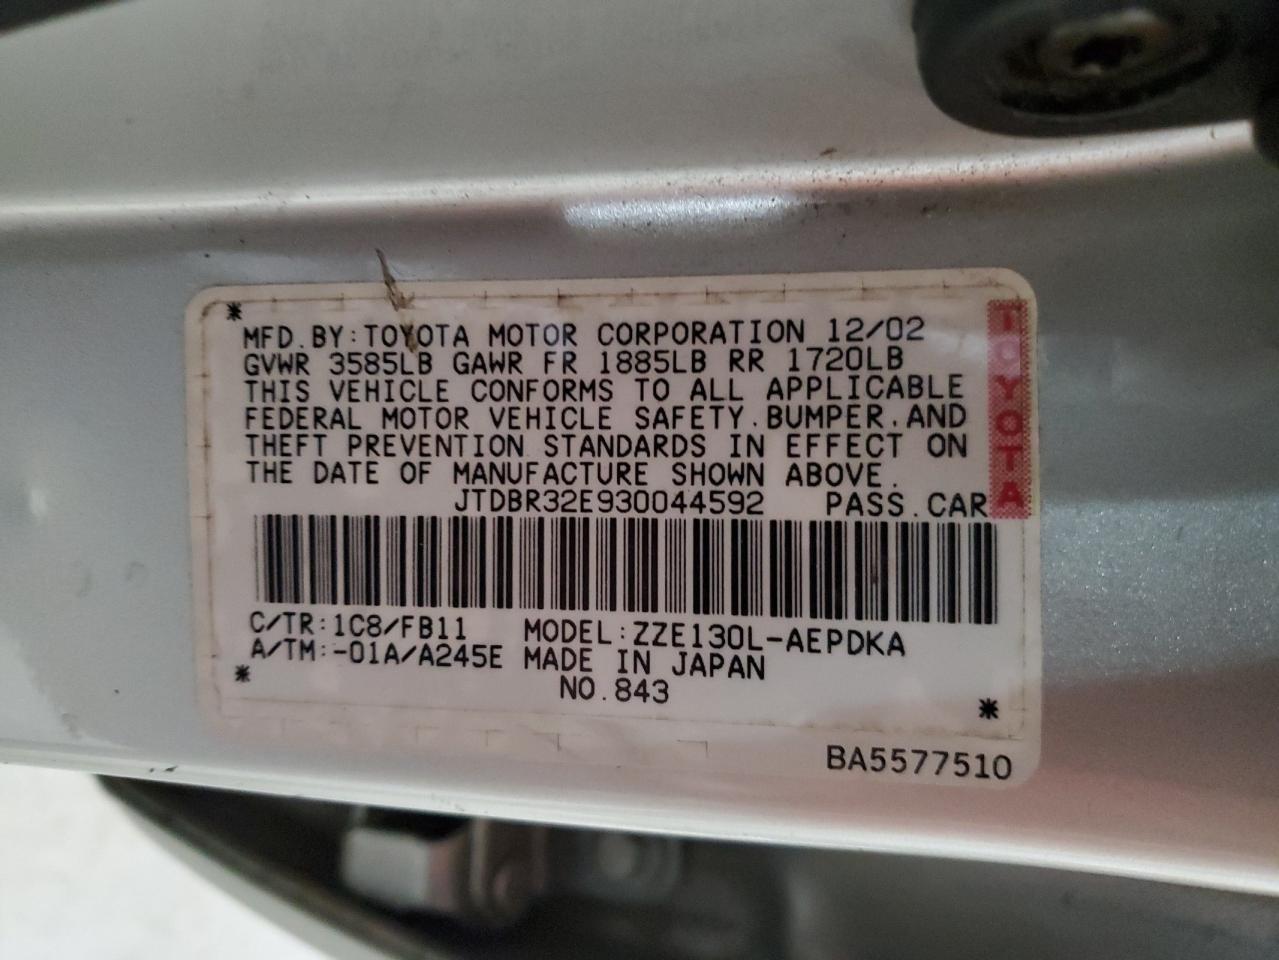 * MFD.BY:TOYOTA MOTOR CORPORATION 12/02
GVWR 3585LB GAWR FR 1885LB RR 1720LB
THIS VEHICLE CONFORMS TO ALL APPLICABLE
FEDERAL MOTOR VEHICLE SAFETY.BUMPER.AND
THEFT PREVENTION STANDARDS IN EFFECT ON
THE DATE OF MANUFACTURE SHOWN ABOVE.
JTDBR32E930044592 PASS.CAR
TOYOTA
C/TR:1C8/FB11 MODEL:ZZE130L-AEPDKA
A/TM:-01A/A245E MADE IN JAPAN
* NO.843 *
BA5577510